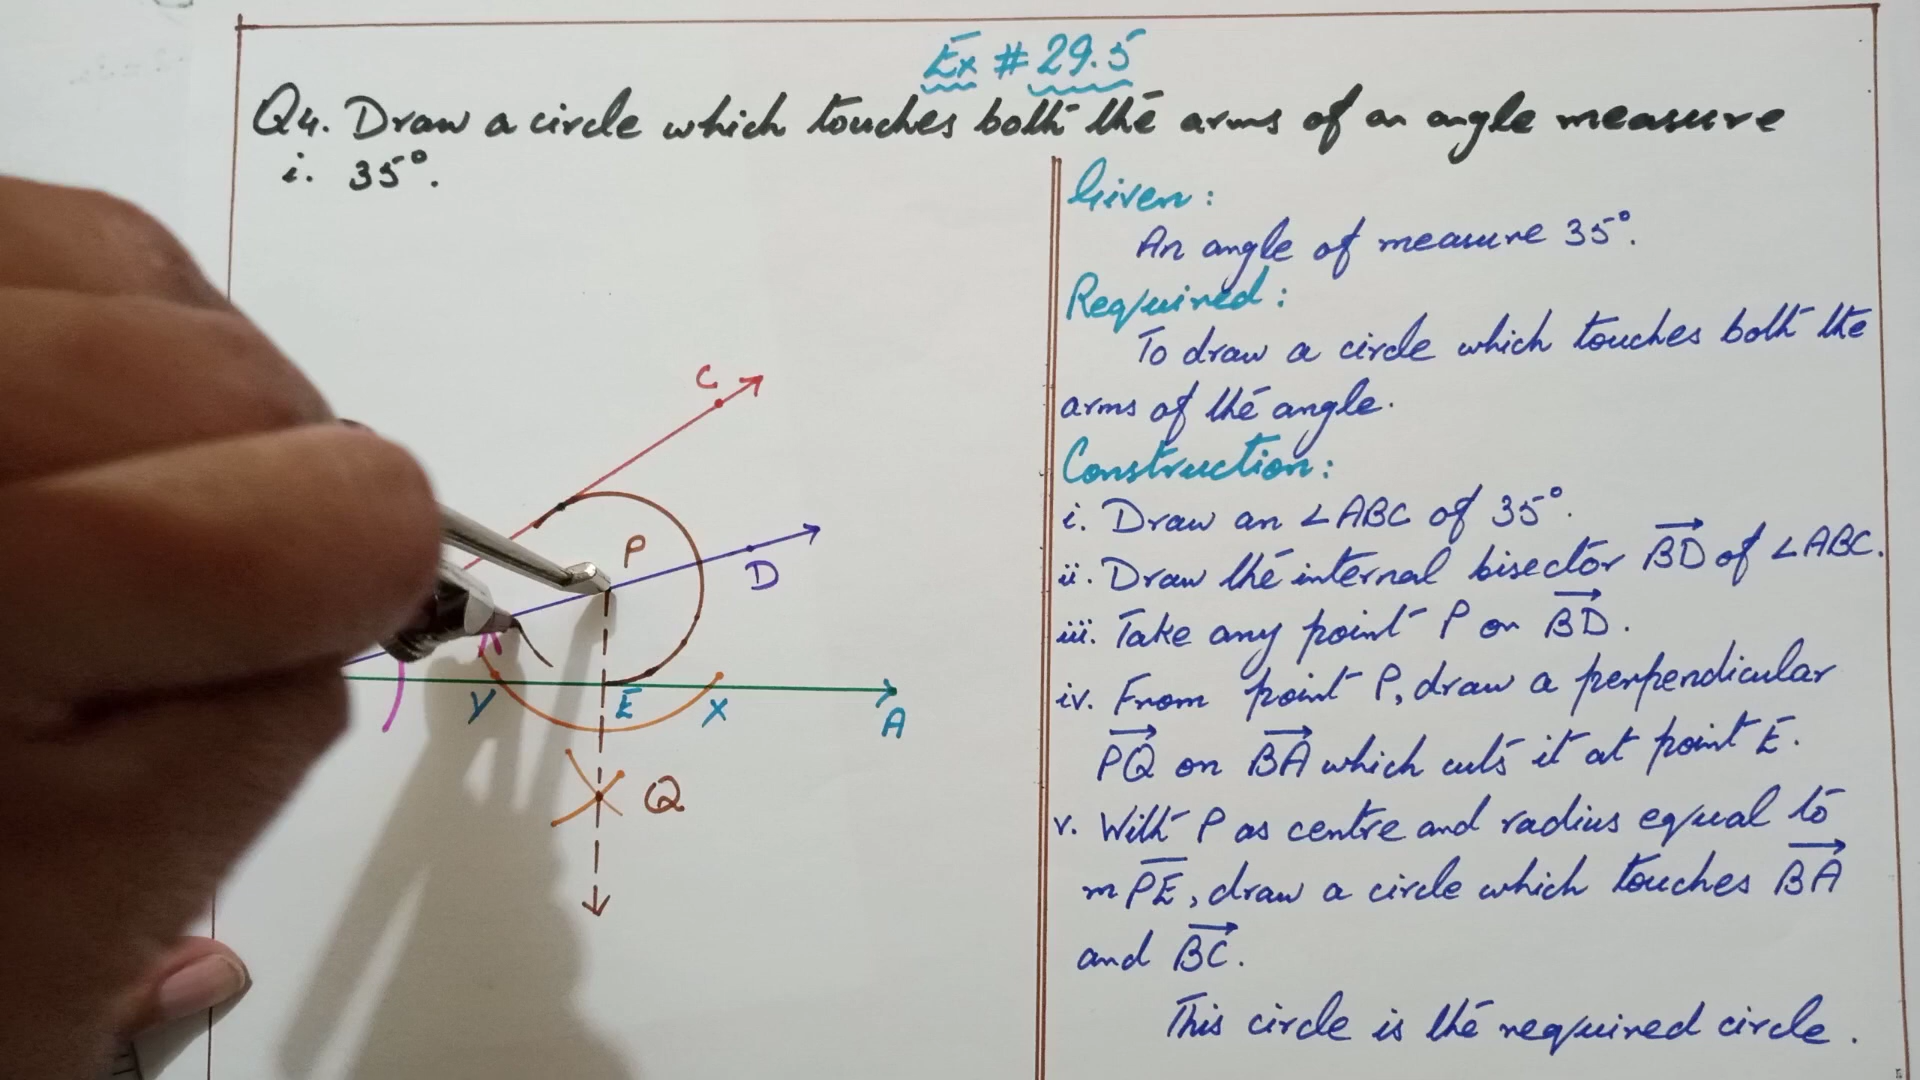 Ex # 29.5
Q4. Draw a circle which touches both the arms of an angle measure
i. 35°.
Given:
An angle of measure 35°.
Required:
To draw a circle which touches both the
arms of the angle.
Construction:
i. Draw an ∠ABC of 35°.
ii. Draw the internal bisector BD of ∠ABC.
iii. Take any point P on BD.
iv. From point P, draw a perpendicular
PQ on BA which cuts it at point E.
v. With P as centre and radius equal to
mPE, draw a circle which touches BA
and BC.
This circle is the required circle.
C
P
D
Y
E
X
A
Q